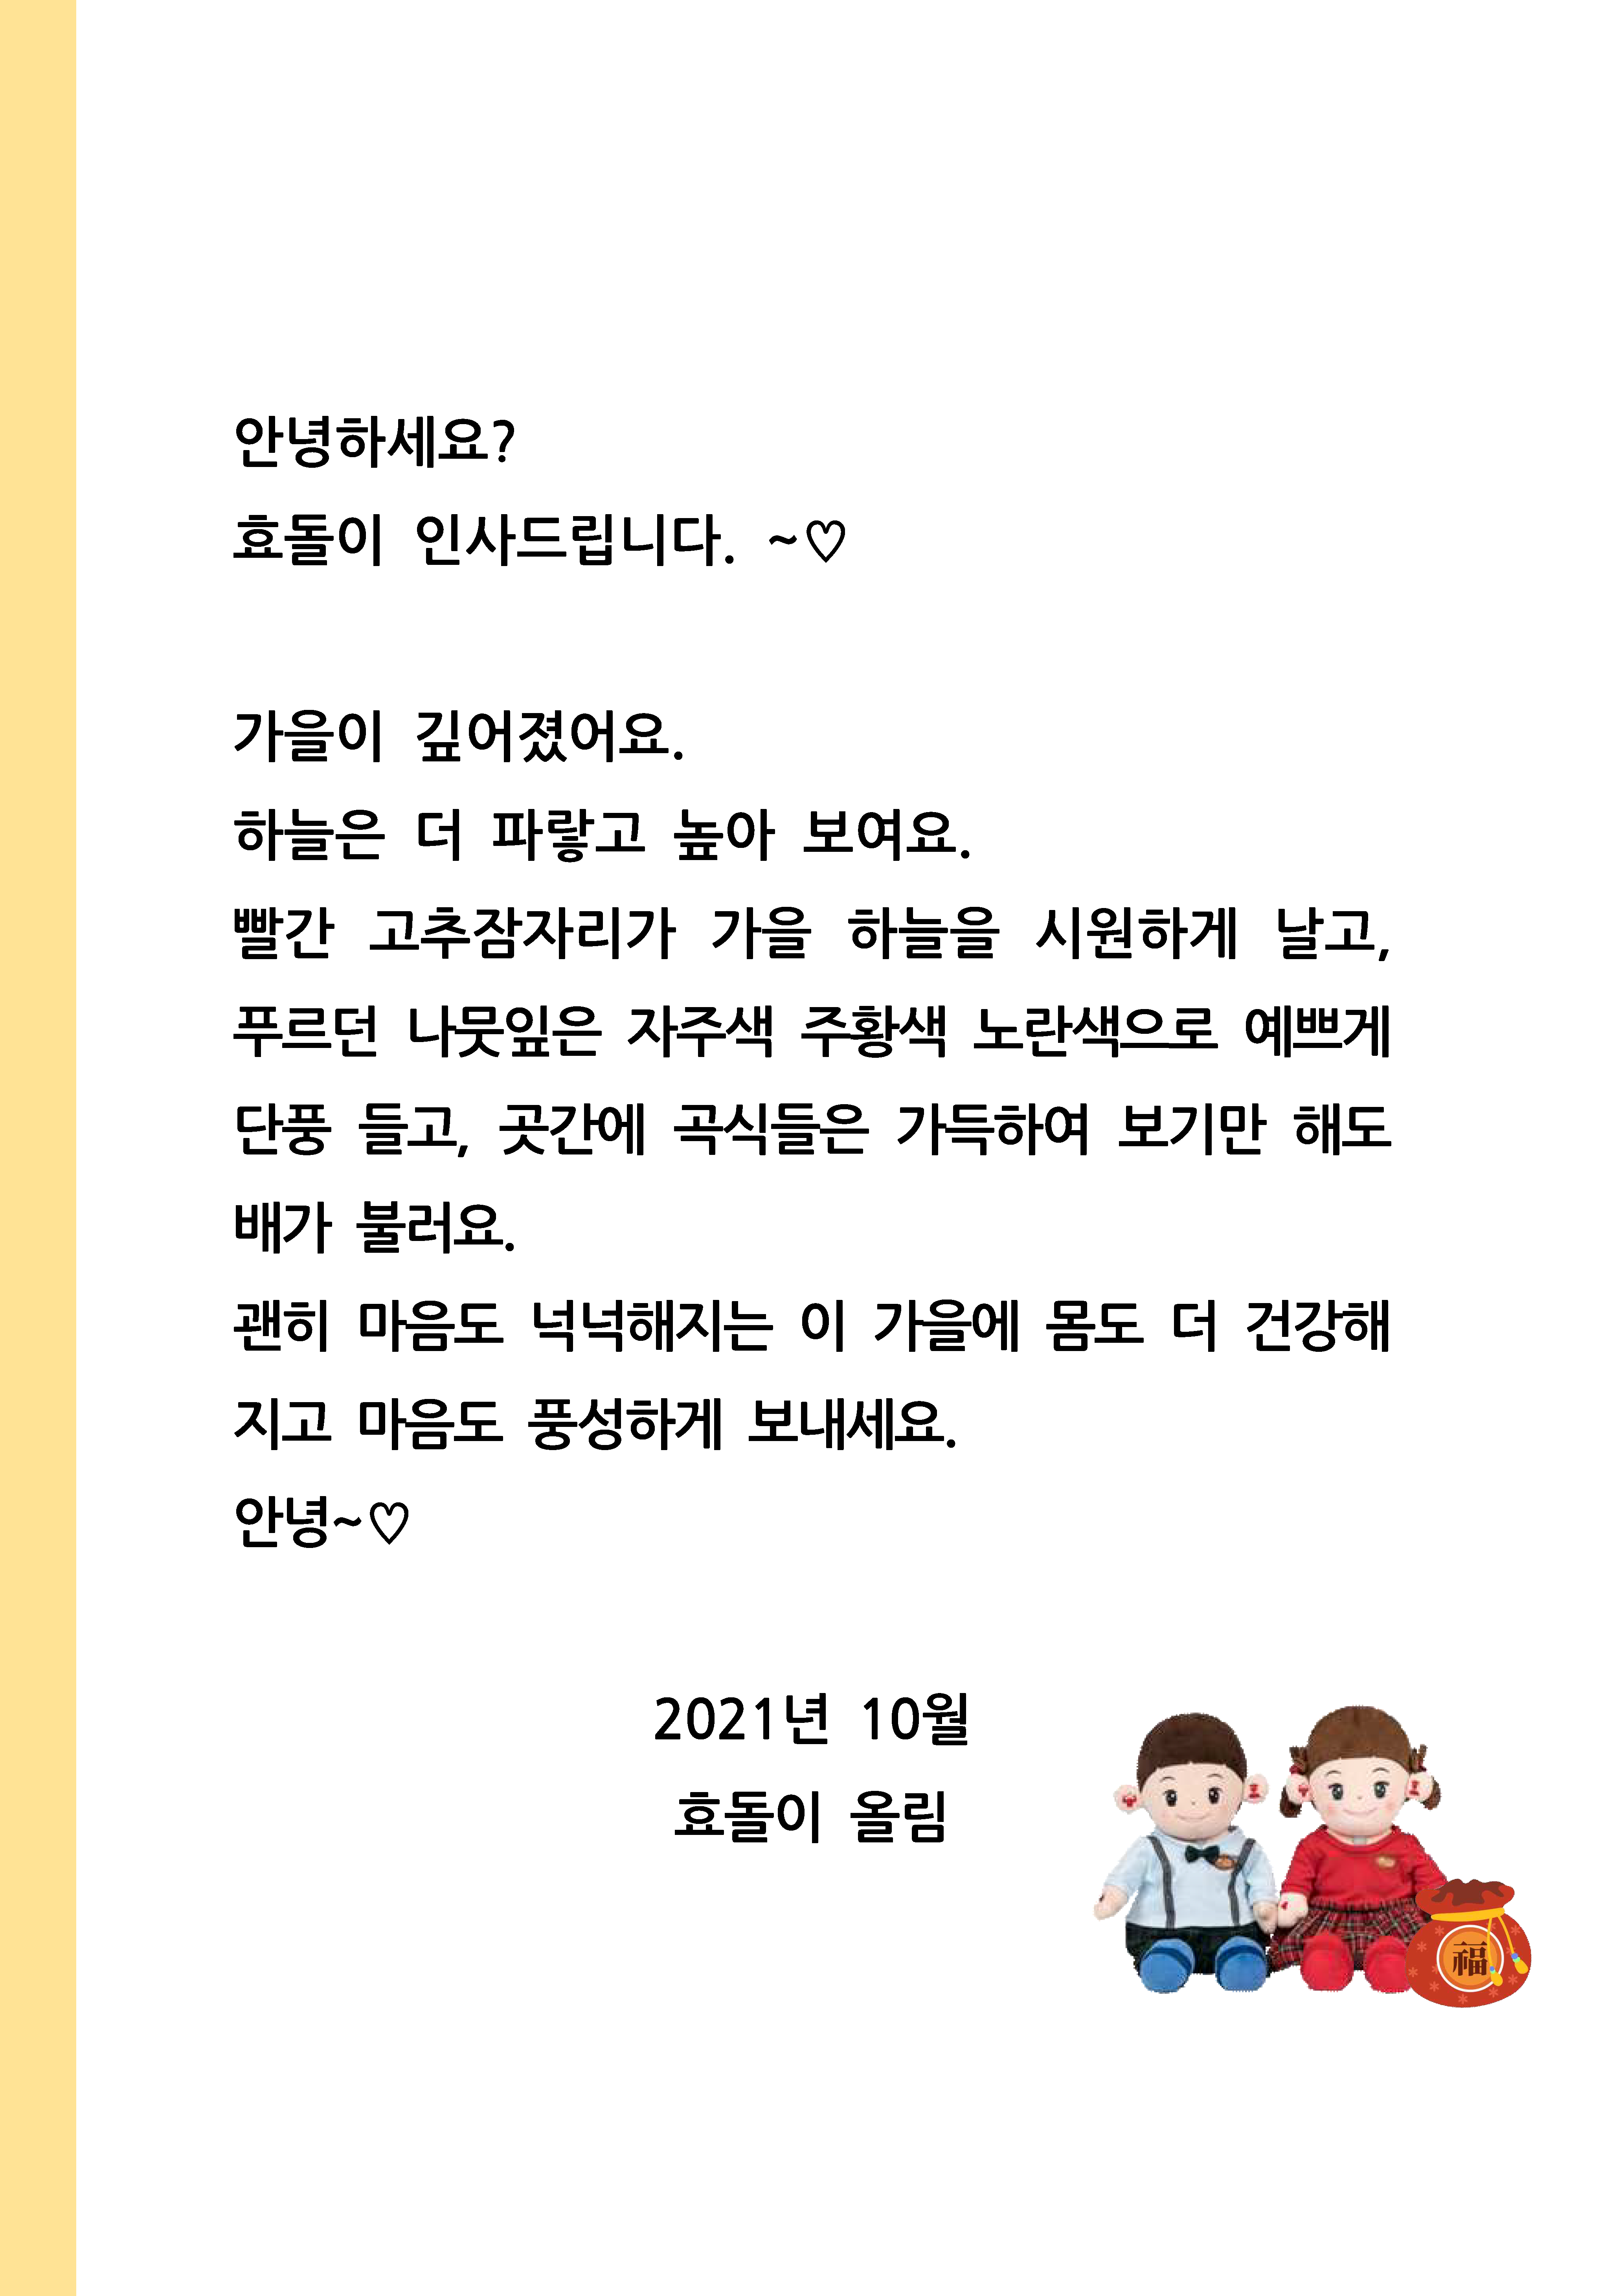 안녕하세요?
효돌이 인사드립니다. ~♡
가을이 깊어졌어요.
하늘은 더 파랗고 높아 보여요.
빨간 고추잠자리가 가을 하늘을 시원하게 날고,
푸르던 나뭇잎은 자주색 주황색 노란색으로 예쁘게
단풍 들고, 곳간에 곡식들은 가득하여 보기만 해도
배가 불러요.
괜히 마음도 넉넉해지는 이 가을에 몸도 더 건강해
지고 마음도 풍성하게 보내세요.
안녕~♡
2021년 10월
효돌이 올림
福